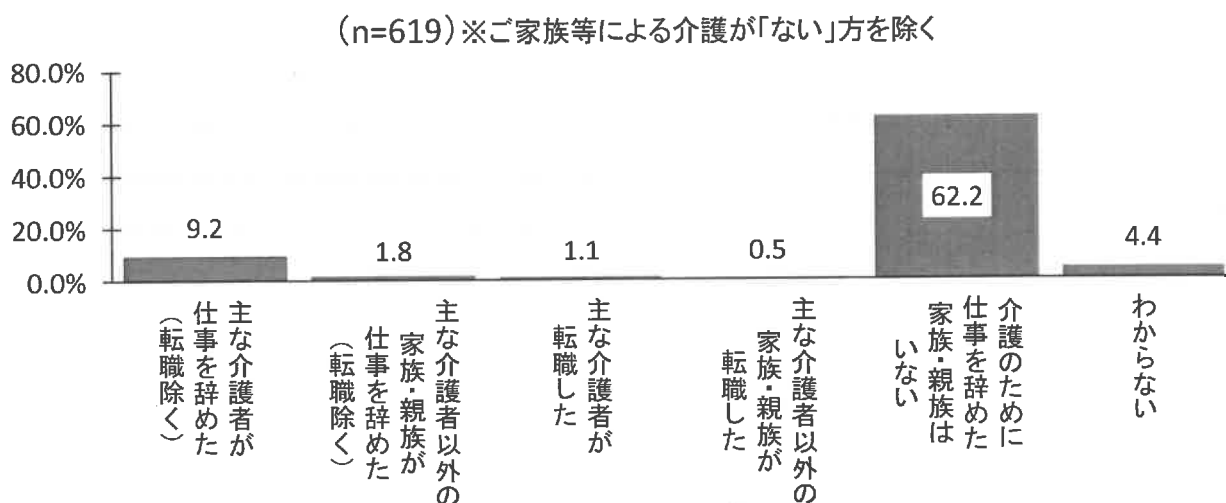 （n=619）※ご家族等による介護が「ない」方を除く
80.0%
60.0%
40.0%
20.0%
0.0%
9.2
1.8
1.1
0.5
62.2
4.4
主な介護者が
仕事を辞めた
（転職除く）
主な介護者以外の
家族・親族が
仕事を辞めた
（転職除く）
主な介護者が
転職した
主な介護者以外の
家族・親族が
転職した
介護のために
仕事を辞めた
家族・親族は
いない
わからない